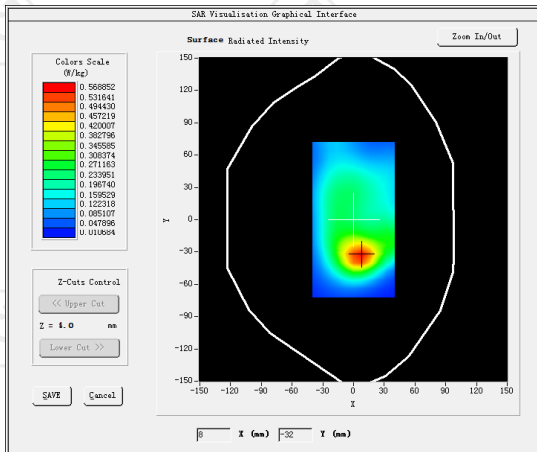 SAR Visualisation Graphical Interface
Surface Radiated Intensity
Zoom In/Out
Colors Scale
(W/kg)
0.568852
0.531641
0.494430
0.457219
0.420007
0.382796
0.345585
0.308374
0.271163
0.233951
0.196740
0.159529
0.122318
0.085107
0.047896
0.010684
Z-Cuts Control
<< Upper Cut
Z = 4.0 mm
Lower Cut >>
SAVE
Cancel
150
120
90
60
30
0
-30
-60
-90
-120
-150
Y
-150 -120 -90 -60 -30 0 30 60 90 120 150
X
8 X (mm) -32 Y (mm)